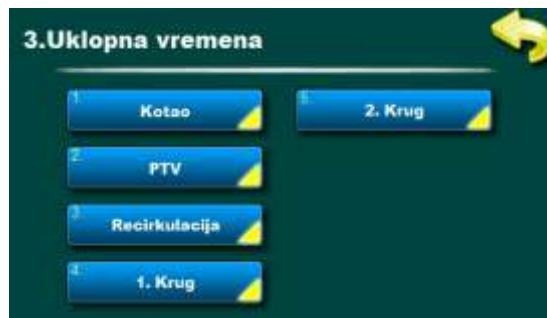 3.Uklopna vremena
1.
Kotao
2.
PTV
3.
Recirkulacija
4.
1. Krug
5.
2. Krug